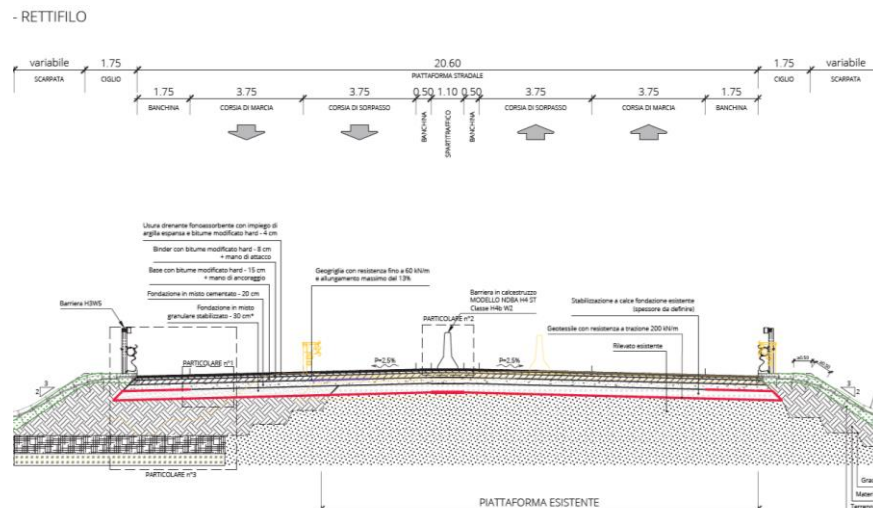 - RETTIFILO
variabile
1.75
20.60
1.75
variabile
SCARPATA
CIGLIO
PIATTAFORMA STRADALE
CIGLIO
SCARPATA
1.75
3.75
3.75
0.50
1.10
0.50
3.75
3.75
1.75
BANCHINA
CORSIA DI MARCIA
CORSIA DI SORPASSO
BANCHINA
SPARTITRAFFICO
BANCHINA
CORSIA DI SORPASSO
CORSIA DI MARCIA
BANCHINA
Usura drenante fonoassorbente con impiego di
argilla espansa e bitume modificato hard - 4 cm
Binder con bitume modificato hard - 8 cm
+ mano di attacco
Base con bitume modificato hard - 15 cm
+ mano di ancoraggio
Fondazione in misto cementato - 20 cm
Fondazione in misto
granulare stabilizzato - 30 cm*
Barriera H3W5
Geogriglia con resistenza fino a 60 kN/m
e allungamento massimo del 13%
Barriera in calcestruzzo
MODELLO NDBA H4 ST
Classe H4b W2
Stabilizzazione a calce fondazione esistente
(spessore da definire)
Geotessile con resistenza a trazione 200 kN/m
Rilevato esistente
PARTICOLARE n°2
PARTICOLARE n°1
P=2.5%
P=2.5%
3
2
3
2
PARTICOLARE n°3
PIATTAFORMA ESISTENTE
Grad
Mater
Terreno